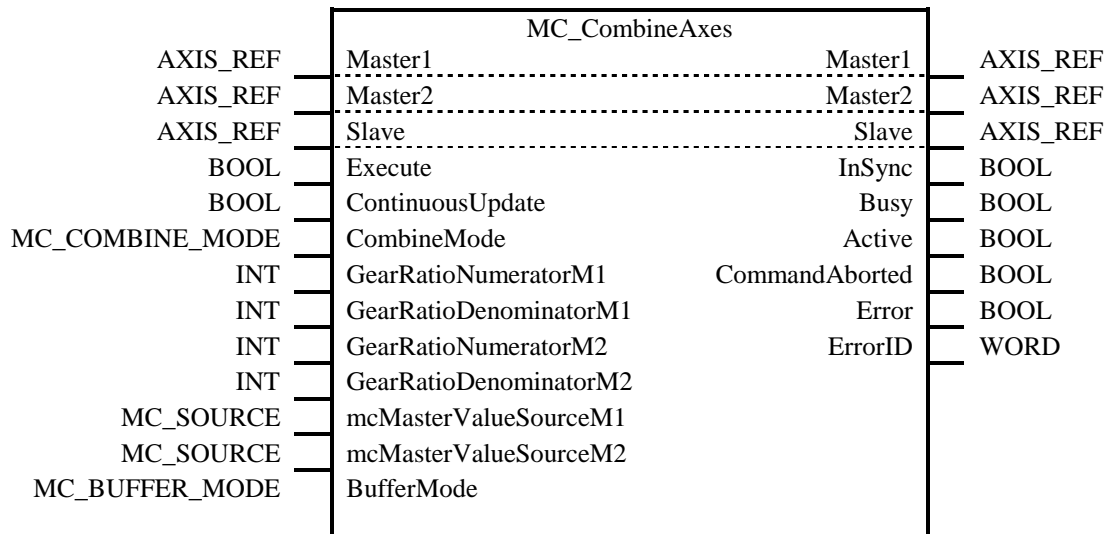 MC_CombineAxes
AXIS_REF Master1 Master1 AXIS_REF
AXIS_REF Master2 Master2 AXIS_REF
AXIS_REF Slave Slave AXIS_REF
BOOL Execute InSync BOOL
BOOL ContinuousUpdate Busy BOOL
MC_COMBINE_MODE CombineMode Active BOOL
INT GearRatioNumeratorM1 CommandAborted BOOL
INT GearRatioDenominatorM1 Error BOOL
INT GearRatioNumeratorM2 ErrorID WORD
INT GearRatioDenominatorM2
MC_SOURCE mcMasterValueSourceM1
MC_SOURCE mcMasterValueSourceM2
MC_BUFFER_MODE BufferMode